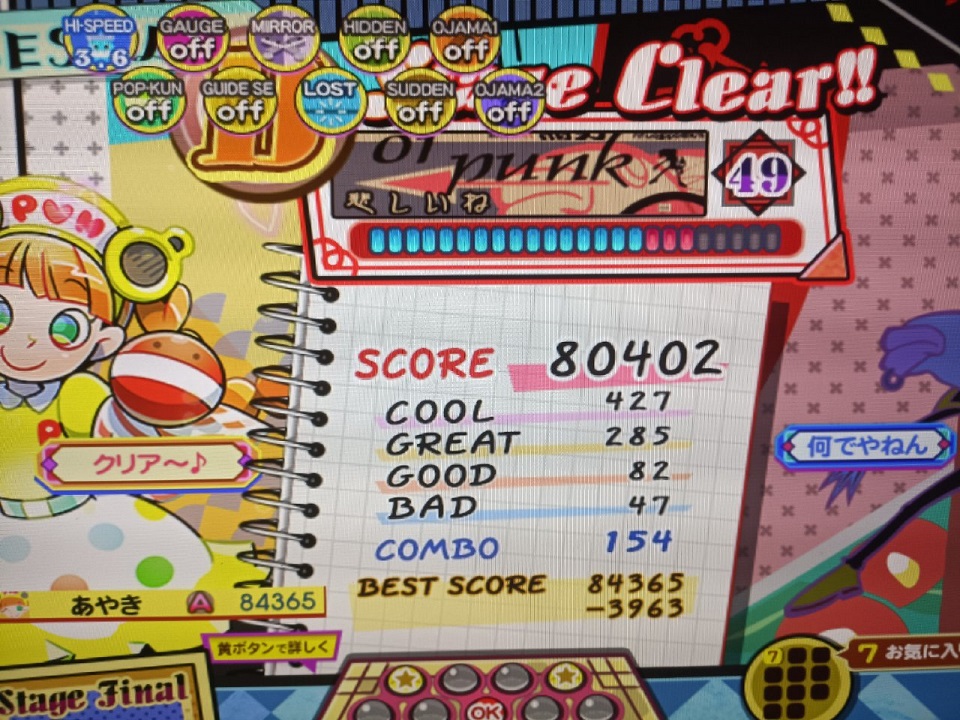 HI-SPEED
3.6
GAUGE
off
MIRROR
HIDDEN
off
OJAMA1
off
POP-KUN
off
GUIDE SE
off
LOST
SUDDEN
off
OJAMA2
off
Clear!!
punk
49
悲しいね
SCORE 80402
COOL 427
GREAT 285
GOOD 82
BAD 47
COMBO 154
BEST SCORE 84365
-3963
クリア〜♪
何でやねん
あやき A 84365
黄ボタンで詳しく
Stage Final
OK
7
7 お気に入